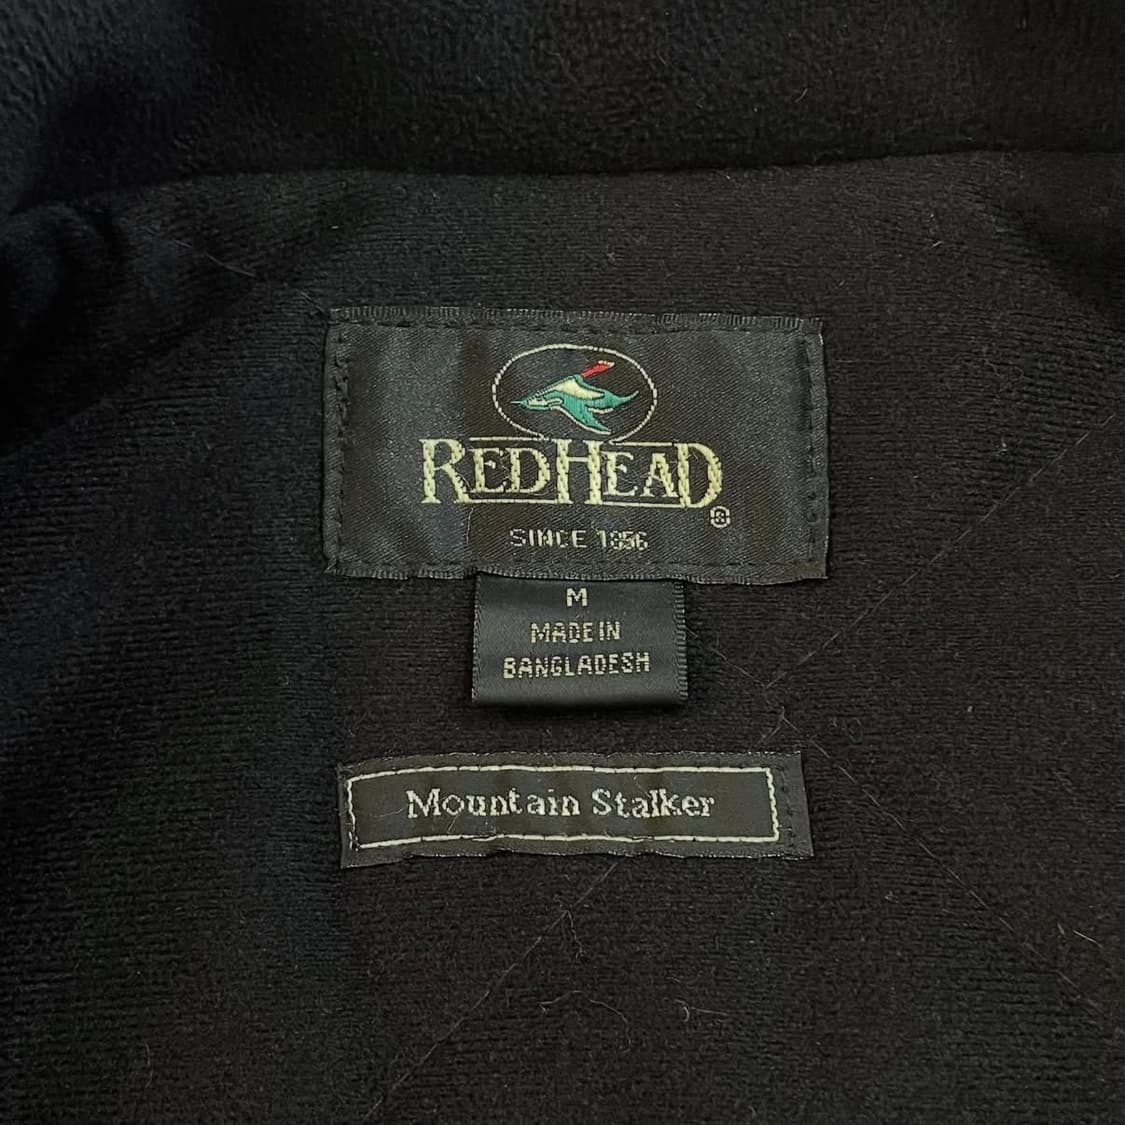 REDHEAD
®
SINCE 1856
M
MADE IN
BANGLADESH
Mountain Stalker